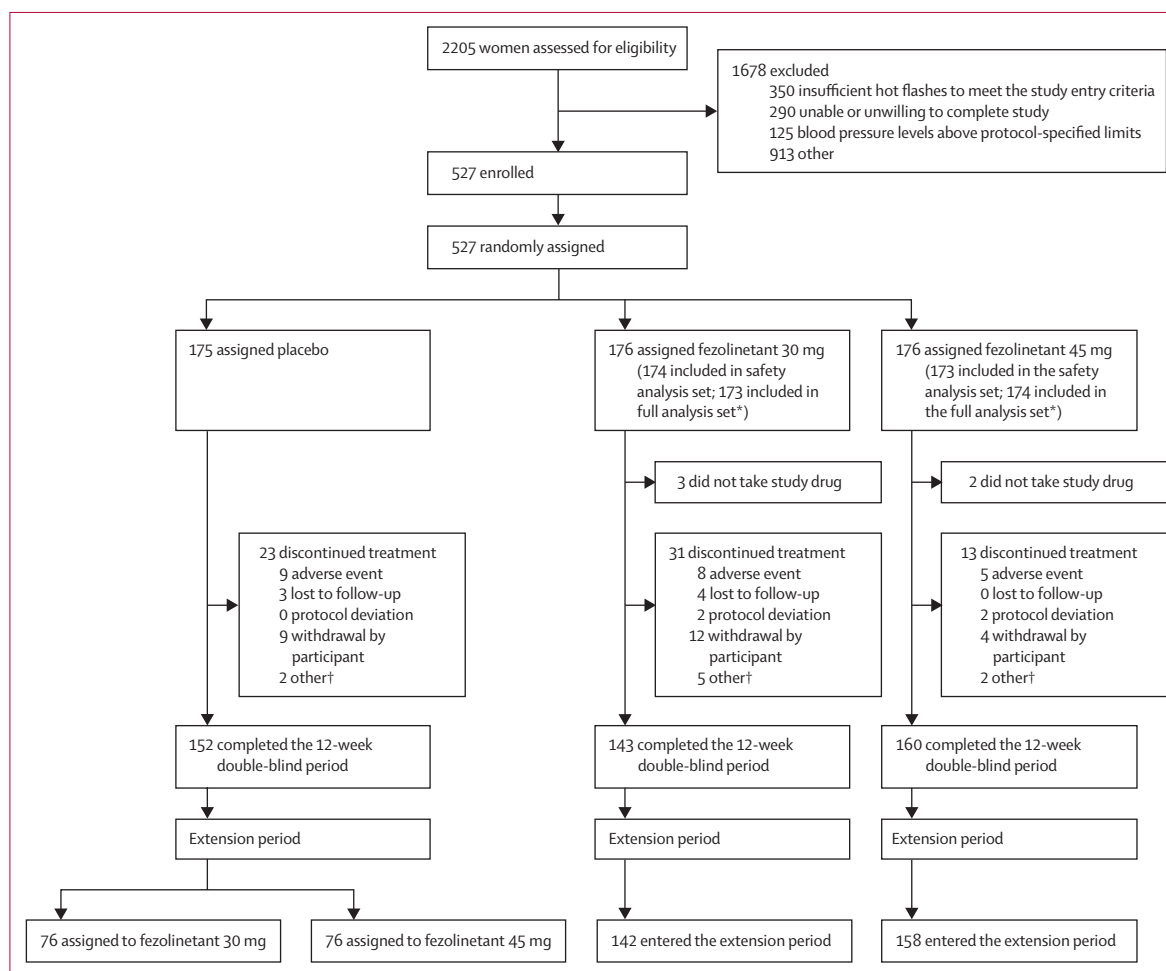 2205 women assessed for eligibility
1678 excluded
350 insufficient hot flashes to meet the study entry criteria
290 unable or unwilling to complete study
125 blood pressure levels above protocol-specified limits
913 other
527 enrolled
527 randomly assigned
175 assigned placebo
176 assigned fezolinetant 30 mg
(174 included in safety
analysis set; 173 included in
full analysis set*)
176 assigned fezolinetant 45 mg
(173 included in the safety
analysis set; 174 included in
the full analysis set*)
3 did not take study drug
2 did not take study drug
23 discontinued treatment
9 adverse event
3 lost to follow-up
0 protocol deviation
9 withdrawal by
participant
2 other†
31 discontinued treatment
8 adverse event
4 lost to follow-up
2 protocol deviation
12 withdrawal by
participant
5 other†
13 discontinued treatment
5 adverse event
0 lost to follow-up
2 protocol deviation
4 withdrawal by
participant
2 other†
152 completed the 12-week
double-blind period
143 completed the 12-week
double-blind period
160 completed the 12-week
double-blind period
Extension period
Extension period
Extension period
76 assigned to fezolinetant 30 mg
76 assigned to fezolinetant 45 mg
142 entered the extension period
158 entered the extension period